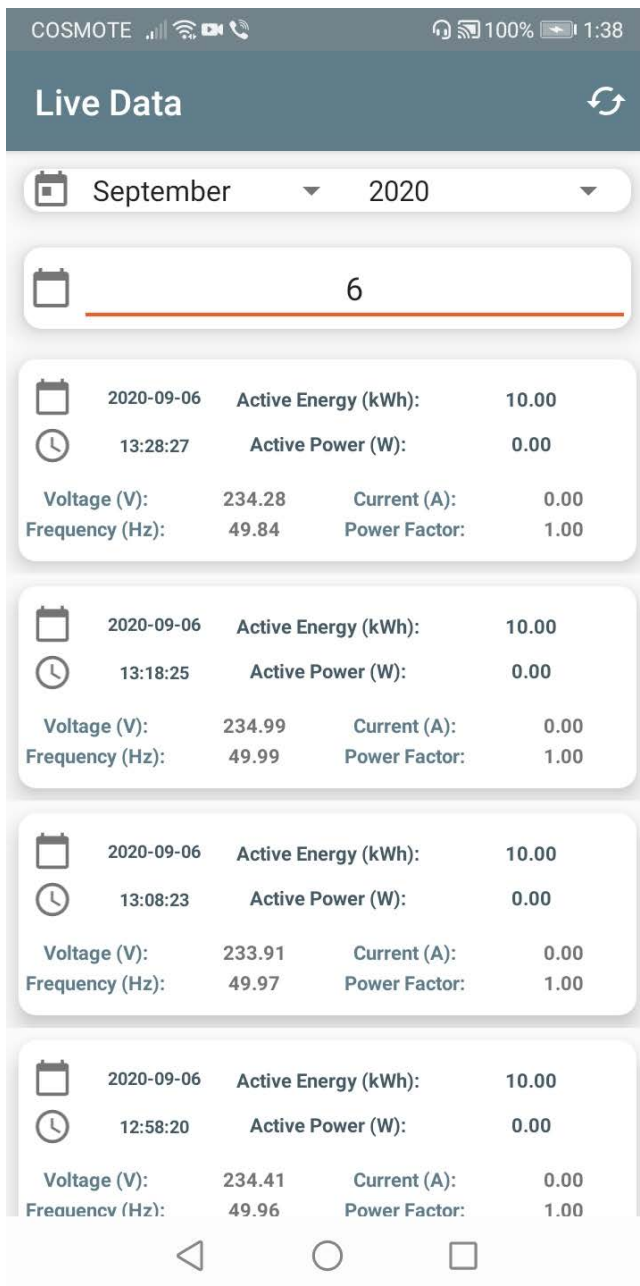 COSMOTE 100% 1:38
Live Data
September 2020
6
2020-09-06 Active Energy (kWh): 10.00
13:28:27 Active Power (W): 0.00
Voltage (V): 234.28 Current (A): 0.00
Frequency (Hz): 49.84 Power Factor: 1.00
2020-09-06 Active Energy (kWh): 10.00
13:18:25 Active Power (W): 0.00
Voltage (V): 234.99 Current (A): 0.00
Frequency (Hz): 49.99 Power Factor: 1.00
2020-09-06 Active Energy (kWh): 10.00
13:08:23 Active Power (W): 0.00
Voltage (V): 233.91 Current (A): 0.00
Frequency (Hz): 49.97 Power Factor: 1.00
2020-09-06 Active Energy (kWh): 10.00
12:58:20 Active Power (W): 0.00
Voltage (V): 234.41 Current (A): 0.00
Frequency (Hz): 49.96 Power Factor: 1.00